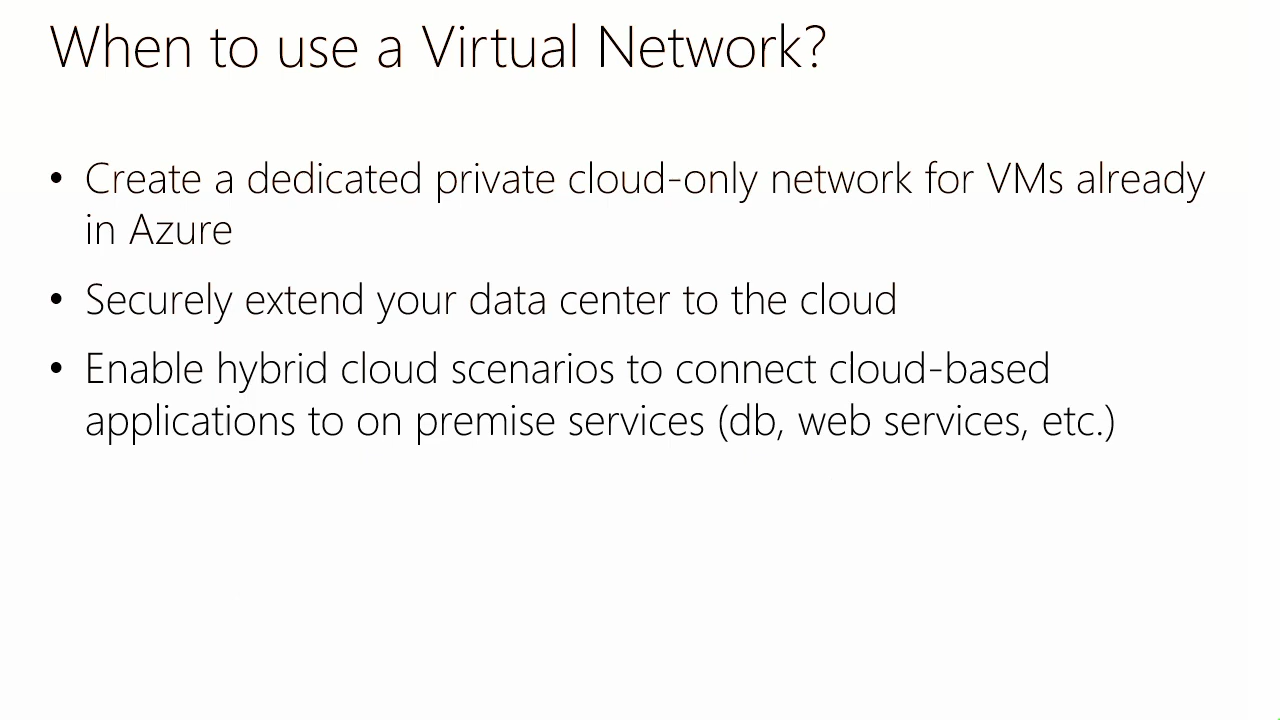 When to use a Virtual Network?
• Create a dedicated private cloud-only network for VMs already
in Azure
• Securely extend your data center to the cloud
• Enable hybrid cloud scenarios to connect cloud-based
applications to on premise services (db, web services, etc.)